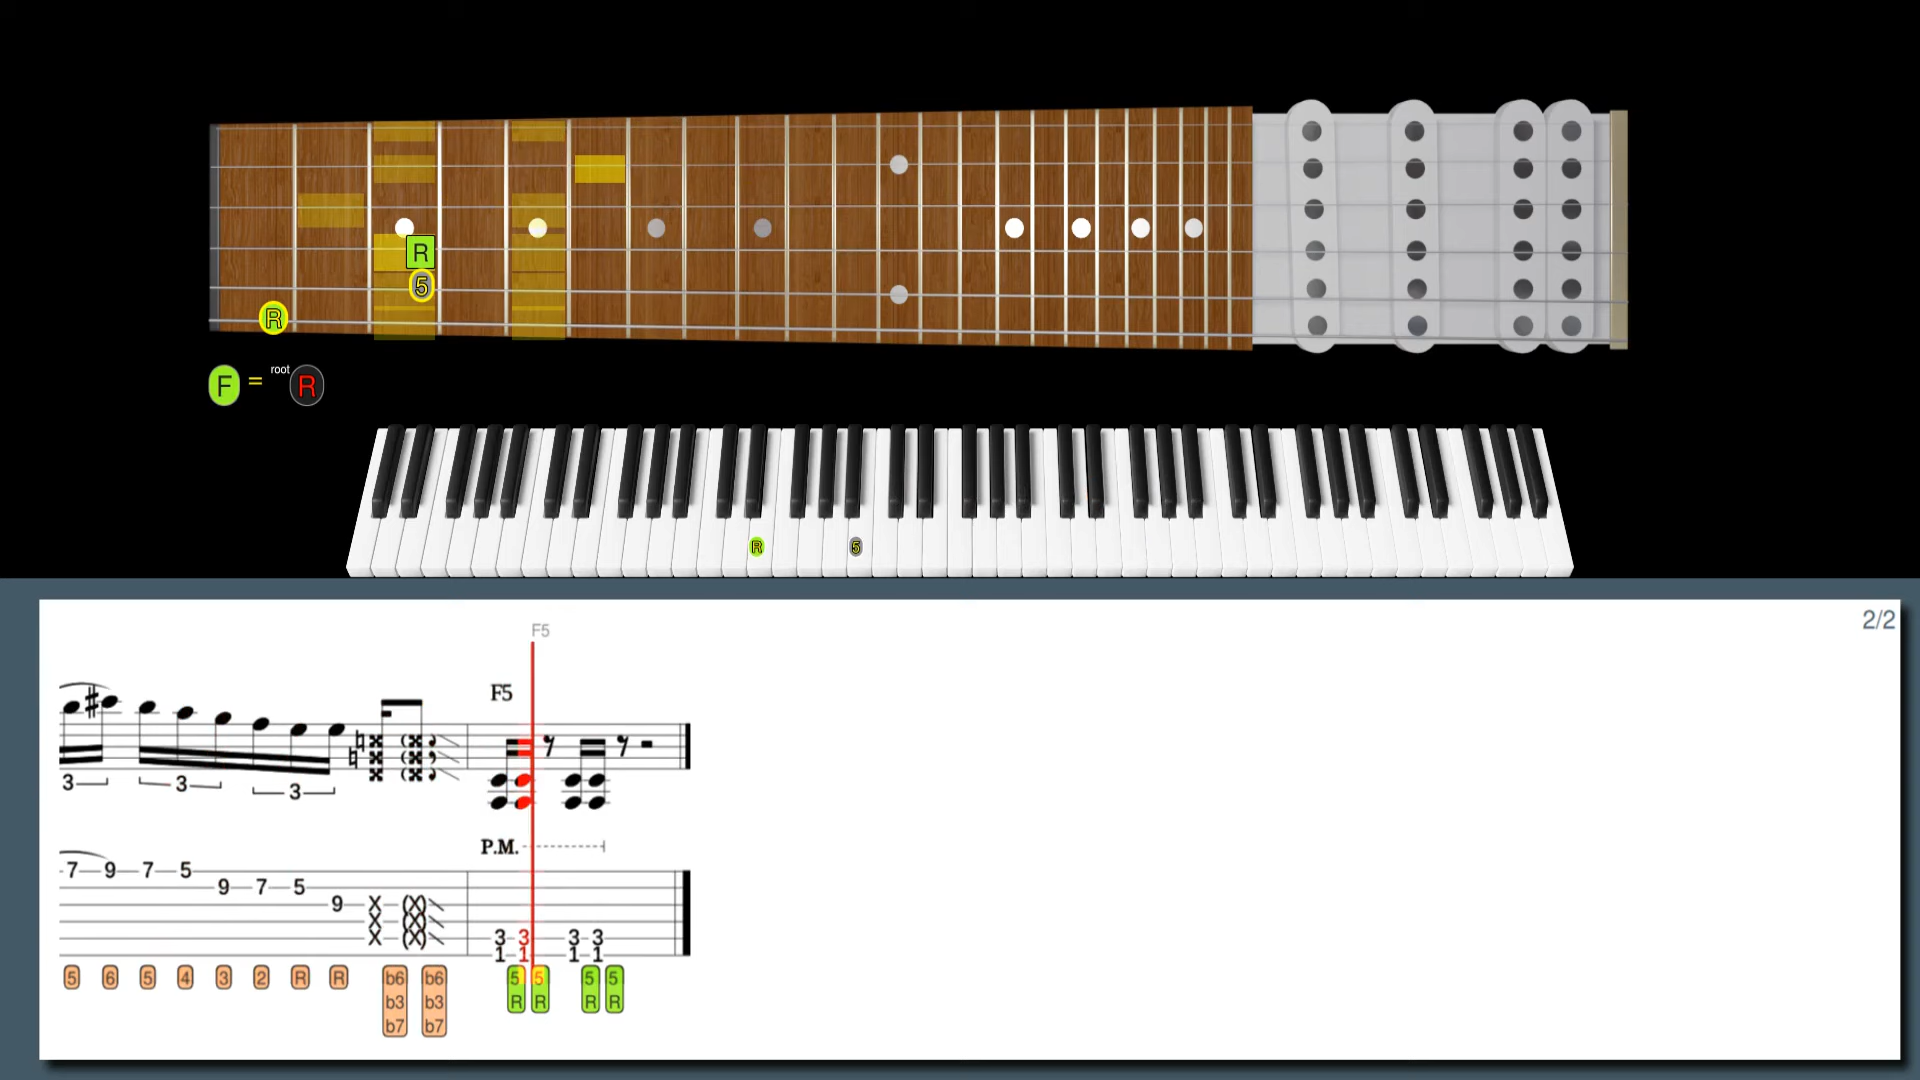 R
5
R
F = root R
R 5
2/2
F5
F5
3 3 3
P.M.
7 9 7 5
9 7 5
9 X (X)
X (X)
3 3 3 3 X (X)
1 1 1 1
5 6 5 4 3 2 R R b6 b6 5 5 5 5
b3 b3 R R R R
b7 b7